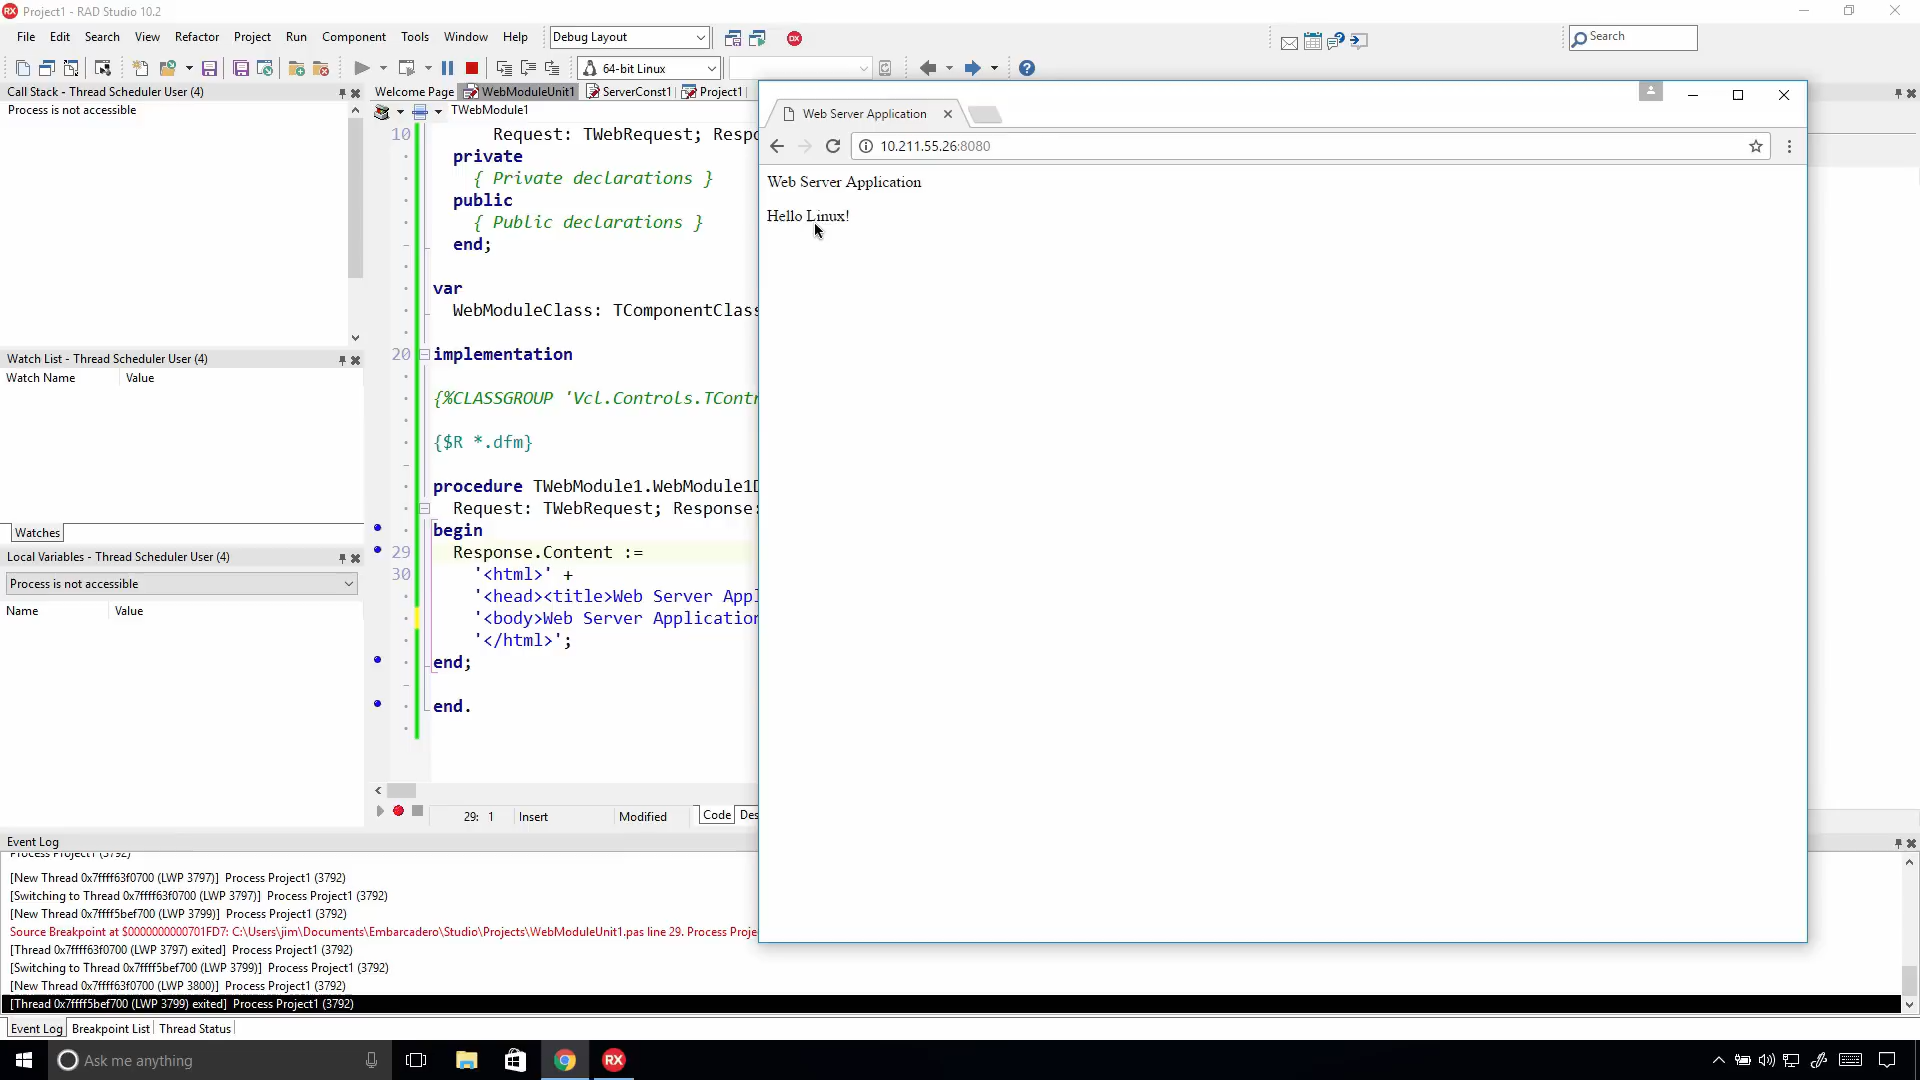 Project1 - RAD Studio 10.2
File Edit Search View Refactor Project Run Component Tools Window Help Debug Layout
Search
64-bit Linux
Call Stack - Thread Scheduler User (4)
Process is not accessible
Watch List - Thread Scheduler User (4)
Watch Name Value
Watches
Local Variables - Thread Scheduler User (4)
Process is not accessible
Name Value
Welcome Page WebModuleUnit1 ServerConst1 Project1
TWebModule1
10 Request: TWebRequest; Respo
private
{ Private declarations }
public
{ Public declarations }
end;
var
WebModuleClass: TComponentClass
20 implementation
{%CLASSGROUP 'Vcl.Controls.TContr
{$R *.dfm}
procedure TWebModule1.WebModule1D
Request: TWebRequest; Response:
begin
29 Response.Content :=
30 '<html>' +
'<head><title>Web Server Appl
'<body>Web Server Application
'</html>';
end;
end.
29: 1 Insert Modified Code Des
Web Server Application
10.211.55.26:8080
Web Server Application
Hello Linux!
Event Log
Process Project1 (3792)
[New Thread 0x7ffff63f0700 (LWP 3797)] Process Project1 (3792)
[Switching to Thread 0x7ffff63f0700 (LWP 3797)] Process Project1 (3792)
[New Thread 0x7ffff5bef700 (LWP 3799)] Process Project1 (3792)
Source Breakpoint at $0000000000701FD7: C:\Users\jim\Documents\Embarcadero\Studio\Projects\WebModuleUnit1.pas line 29. Process Proje
[Thread 0x7ffff63f0700 (LWP 3797) exited] Process Project1 (3792)
[Switching to Thread 0x7ffff5bef700 (LWP 3799)] Process Project1 (3792)
[New Thread 0x7ffff63f0700 (LWP 3800)] Process Project1 (3792)
[Thread 0x7ffff5bef700 (LWP 3799) exited] Process Project1 (3792)
Event Log Breakpoint List Thread Status
Ask me anything
RX